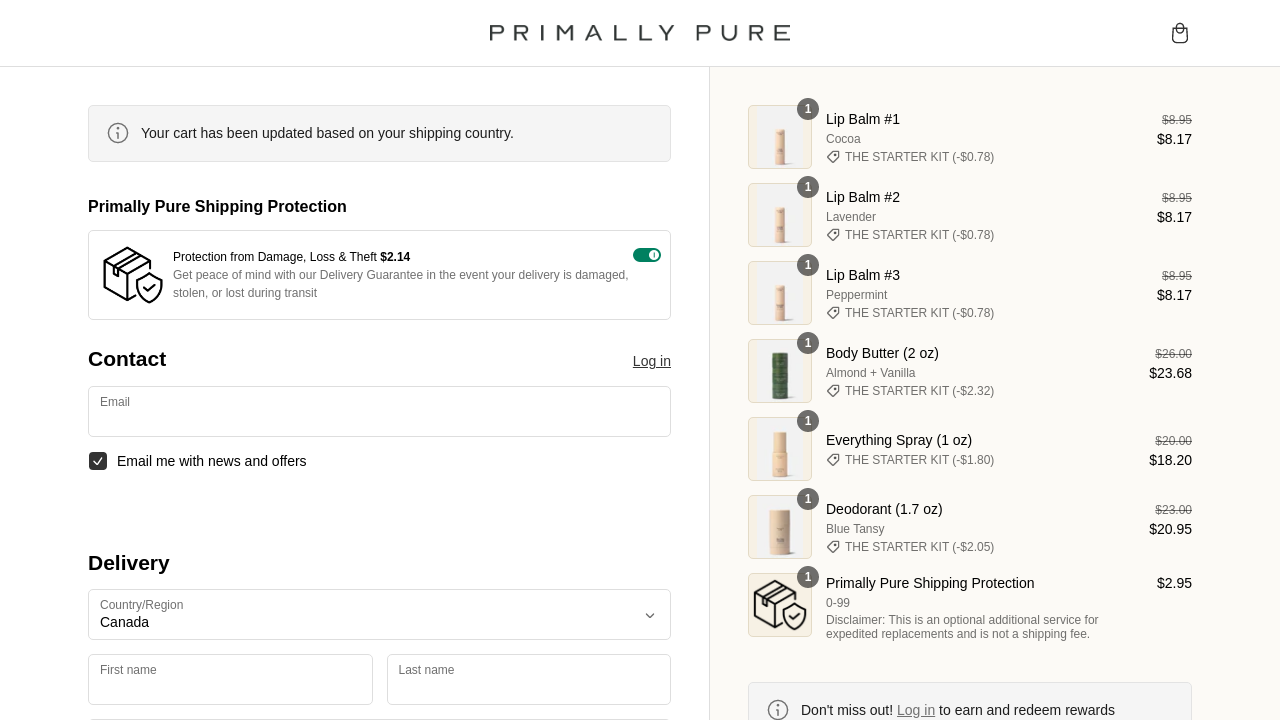 PRIMALLY PURE
Your cart has been updated based on your shipping country.
Primally Pure Shipping Protection
Protection from Damage, Loss & Theft $2.14
Get peace of mind with our Delivery Guarantee in the event your delivery is damaged,
stolen, or lost during transit
Contact
Log in
Email
Email me with news and offers
Delivery
Country/Region
Canada
First name
Last name
1
Lip Balm #1
$8.95
Cocoa
$8.17
THE STARTER KIT (-$0.78)
1
Lip Balm #2
$8.95
Lavender
$8.17
THE STARTER KIT (-$0.78)
1
Lip Balm #3
$8.95
Peppermint
$8.17
THE STARTER KIT (-$0.78)
1
Body Butter (2 oz)
$26.00
Almond + Vanilla
$23.68
THE STARTER KIT (-$2.32)
1
Everything Spray (1 oz)
$20.00
THE STARTER KIT (-$1.80)
$18.20
1
Deodorant (1.7 oz)
$23.00
Blue Tansy
$20.95
THE STARTER KIT (-$2.05)
1
Primally Pure Shipping Protection
$2.95
0-99
Disclaimer: This is an optional additional service for
expedited replacements and is not a shipping fee.
Don't miss out! Log in to earn and redeem rewards